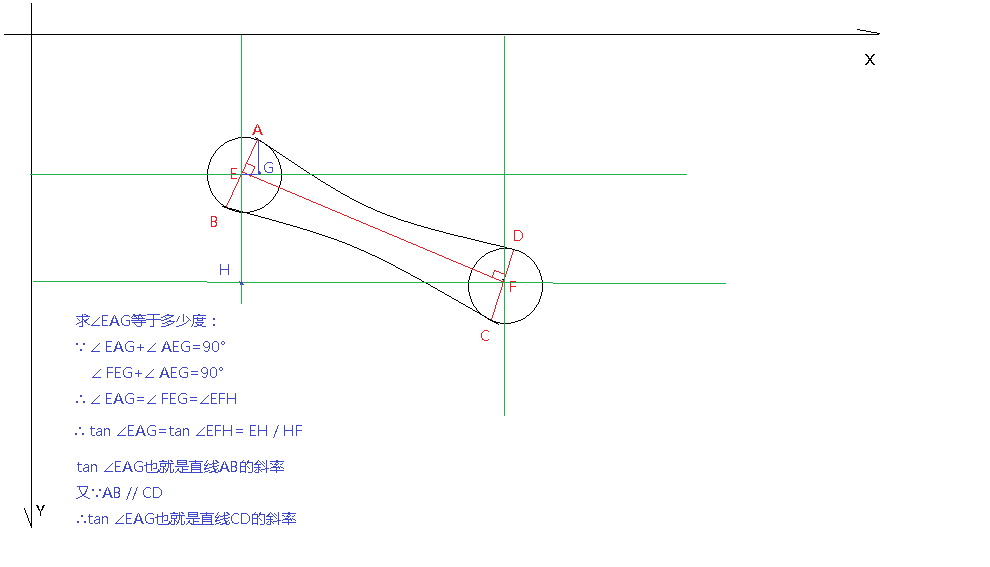 X
A
G
E
B
D
H
F
C
求∠EAG等于多少度：
∵ ∠ EAG+∠ AEG=90°
∠ FEG+∠ AEG=90°
∴ ∠ EAG=∠ FEG=∠EFH
∴ tan ∠EAG=tan ∠EFH= EH / HF
tan ∠EAG也就是直线AB的斜率
又∵AB // CD
∴tan ∠EAG也就是直线CD的斜率
Y